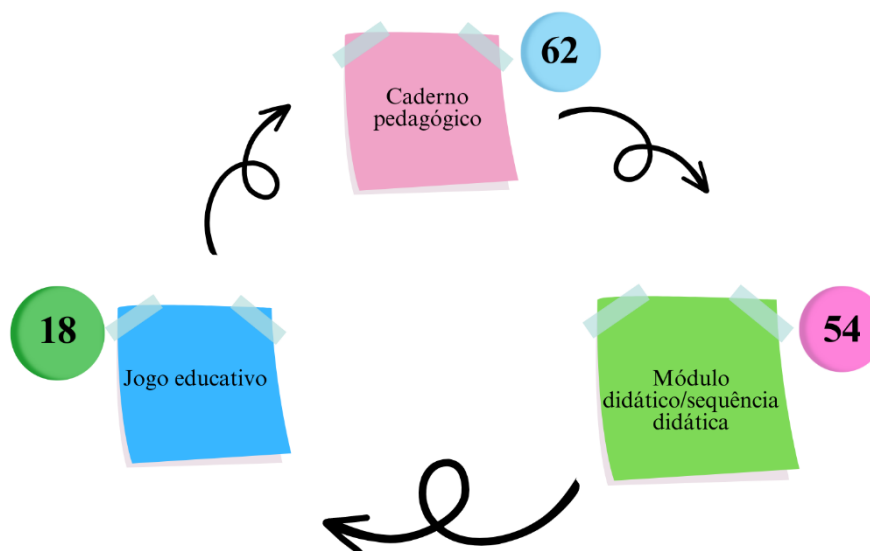 62
Caderno
pedagógico
18
Jogo educativo
54
Módulo
didático/sequência
didática